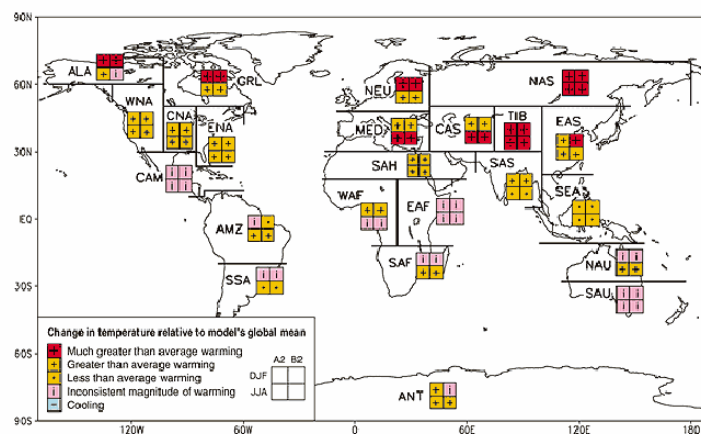 90N
60N
30N
EQ
30S
60S
90S
ALA
GRL
WNA
CNA
ENA
CAM
AMZ
SSA
NEU
MED
SAH
WAF
EAF
SAF
NAS
CAS
TIB
EAS
SAS
SEA
NAU
SAU
ANT
Change in temperature relative to model's global mean
+ Much greater than average warming
+ Greater than average warming
• Less than average warming
i Inconsistent magnitude of warming
− Cooling
A2 B2
DJF
JJA
120W 60W 0 60E 120E 180